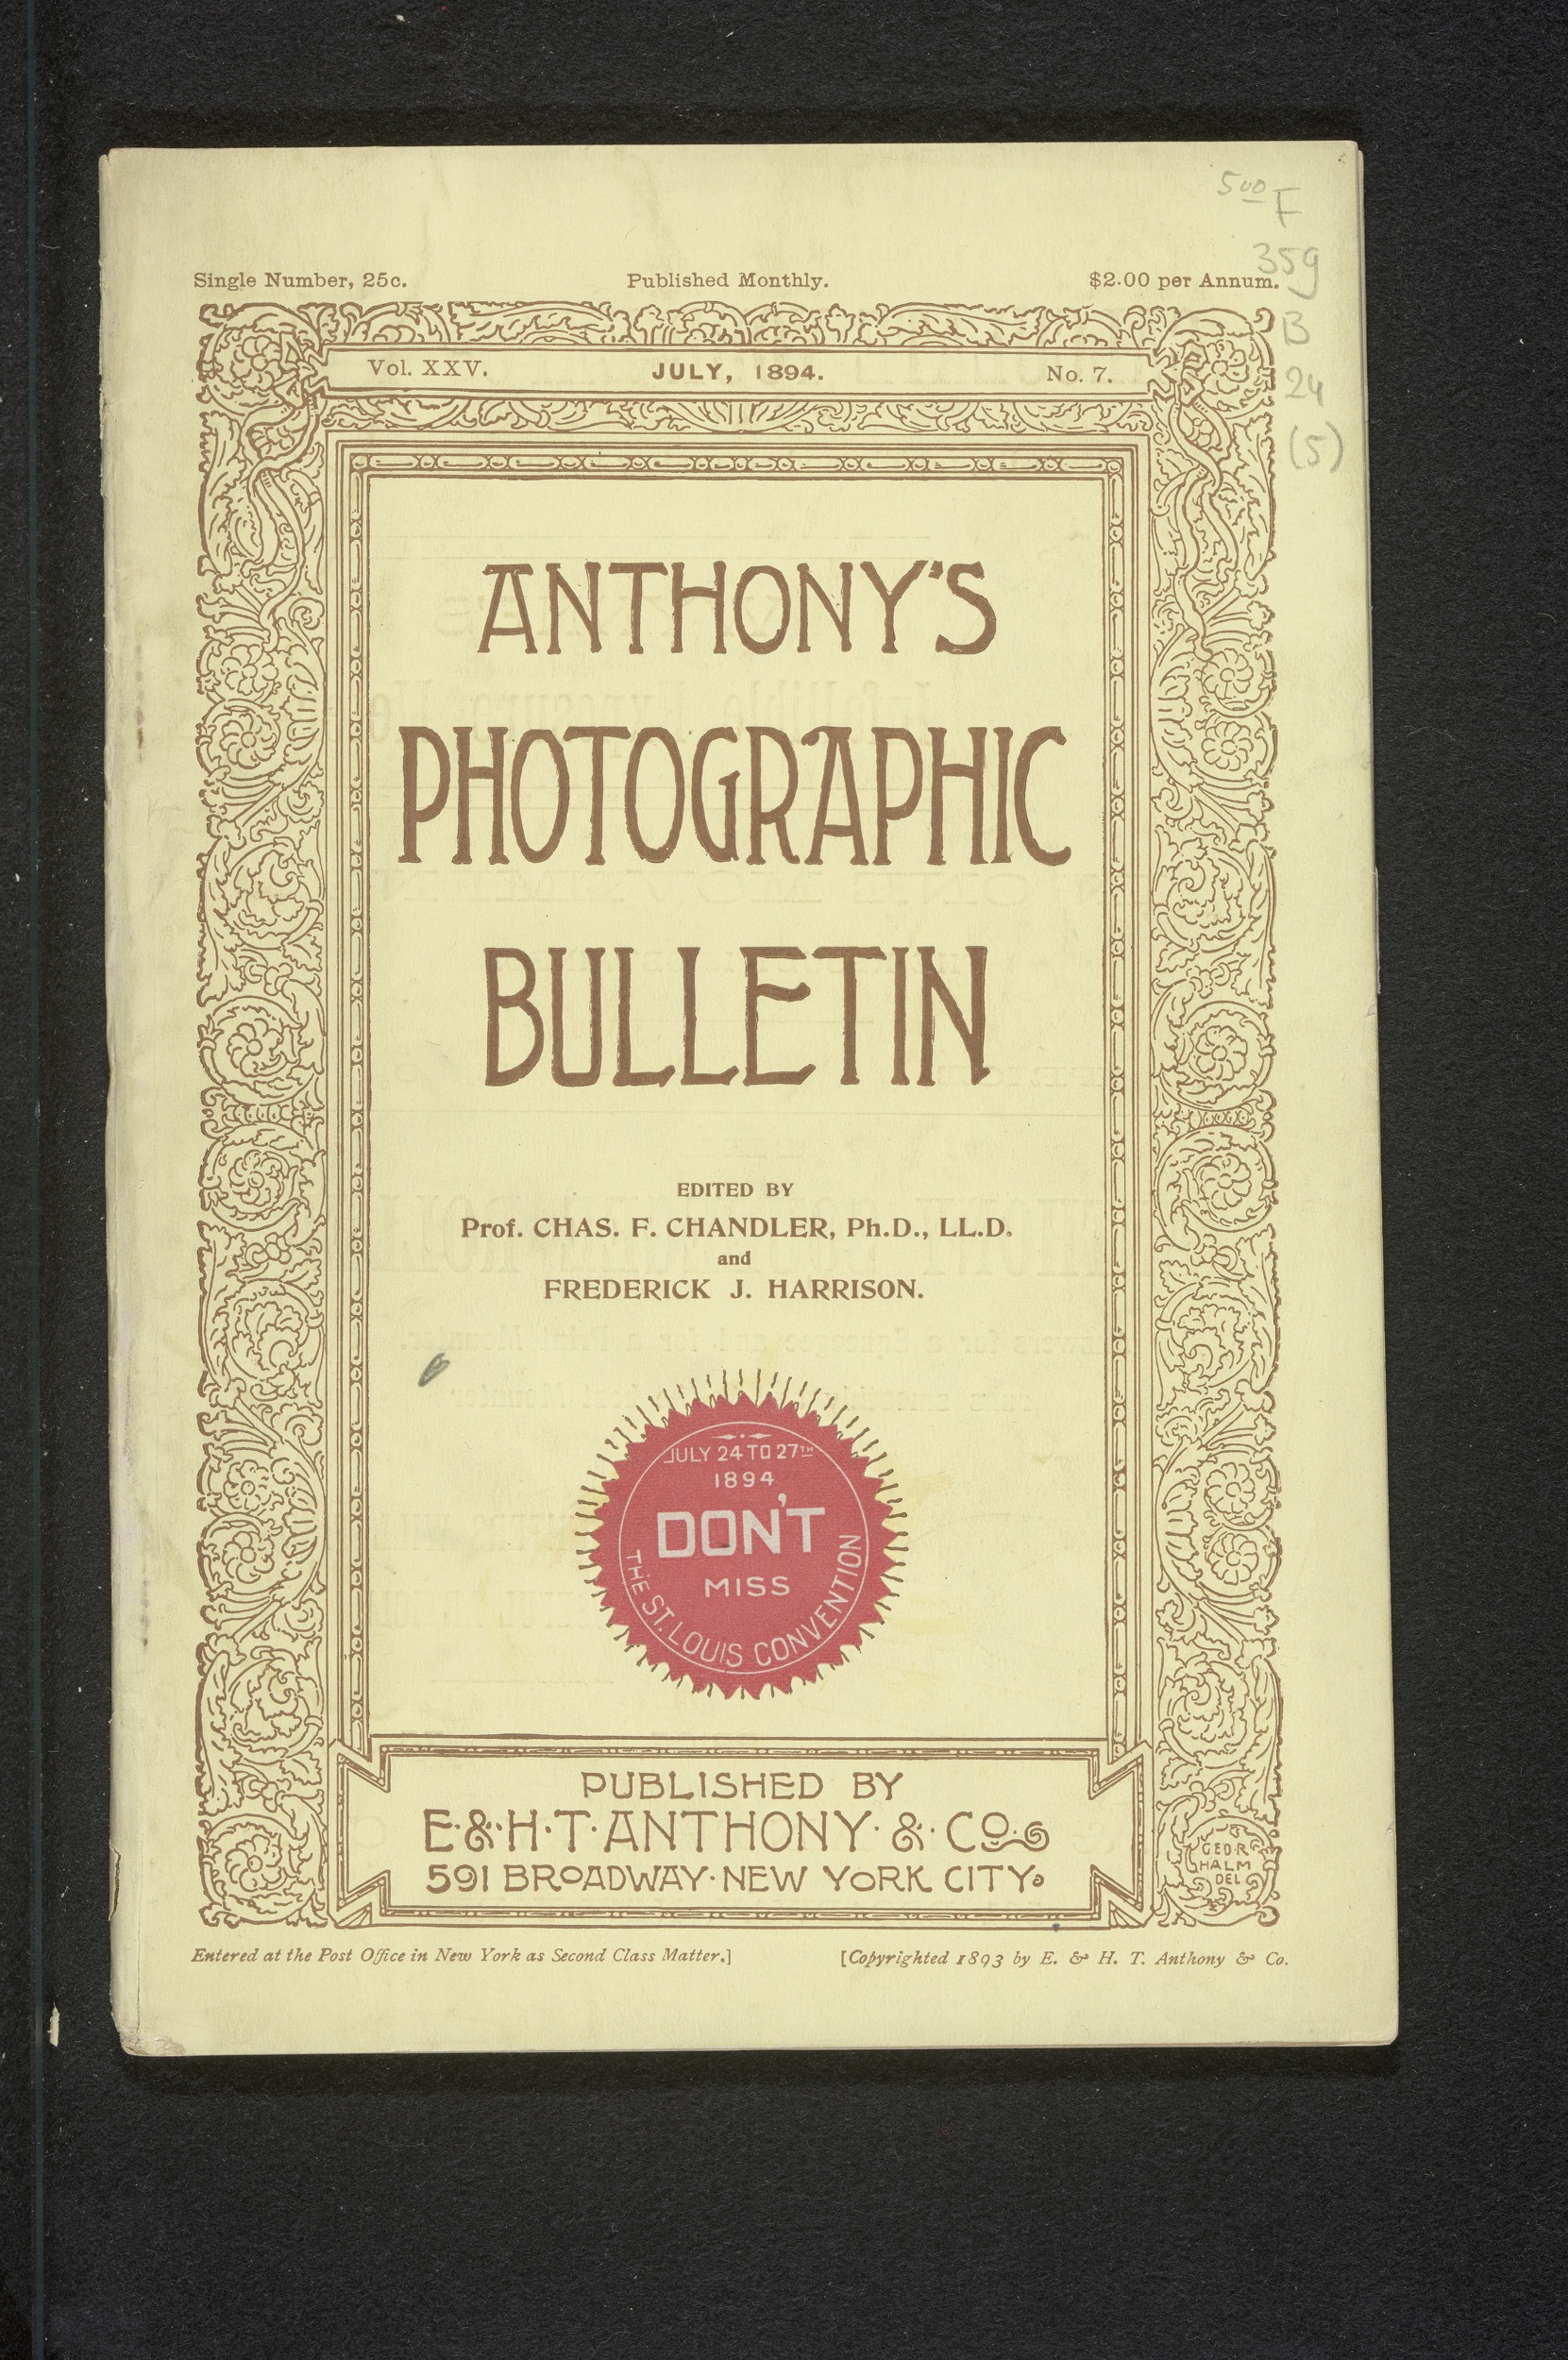 500
F
359
B
24
(5)
Single Number, 25c. Published Monthly. $2.00 per Annum.
Vol. XXV. JULY, 1894. No. 7.
ANTHONY'S
PHOTOGRAPHIC
BULLETIN
EDITED BY
Prof. CHAS. F. CHANDLER, Ph.D., LL.D.
and
FREDERICK J. HARRISON.
JULY 24 TO 27TH
1894
DON'T
MISS
THE ST. LOUIS CONVENTION
PUBLISHED BY
E·&·H·T·ANTHONY·&·CO.
591 BROADWAY·NEW YORK CITY.
GEO·R
HALM
DEL
Entered at the Post Office in New York as Second Class Matter.] [Copyrighted 1893 by E. & H. T. Anthony & Co.